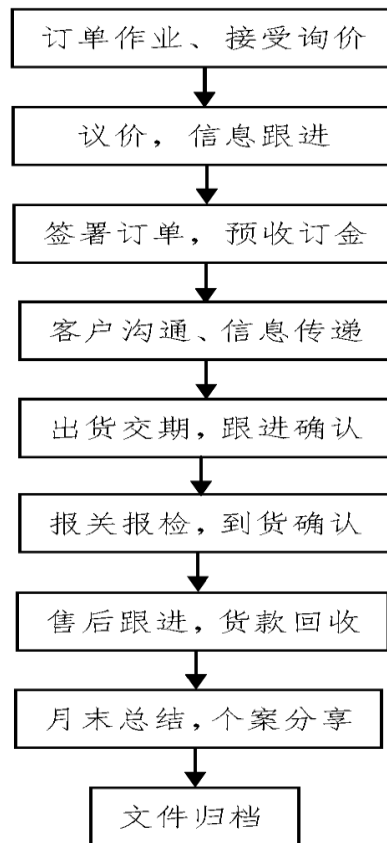 订单作业、接受询价
议价，信息跟进
签署订单，预收订金
客户沟通、信息传递
出货交期，跟进确认
报关报检，到货确认
售后跟进，货款回收
月末总结，个案分享
文件归档